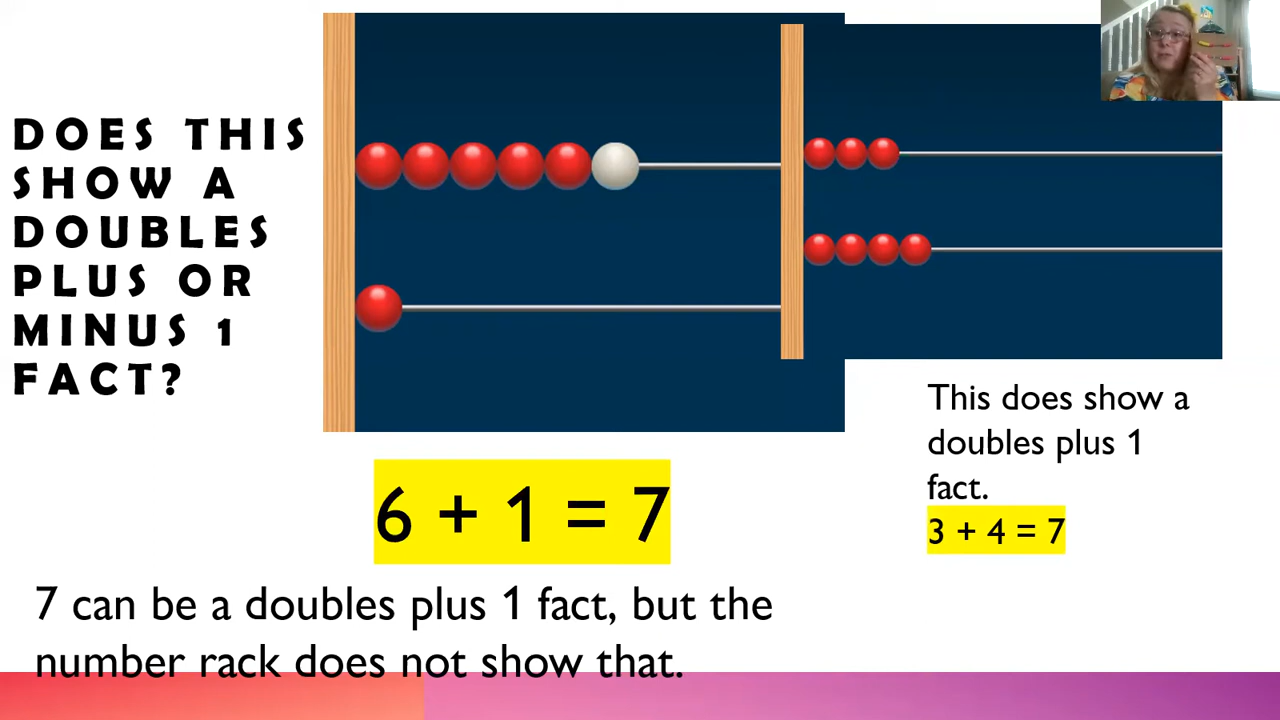 DOES THIS
SHOW A
DOUBLES
PLUS OR
MINUS 1
FACT?
6 + 1 = 7
7 can be a doubles plus 1 fact, but the
number rack does not show that.
This does show a
doubles plus 1
fact.
3 + 4 = 7